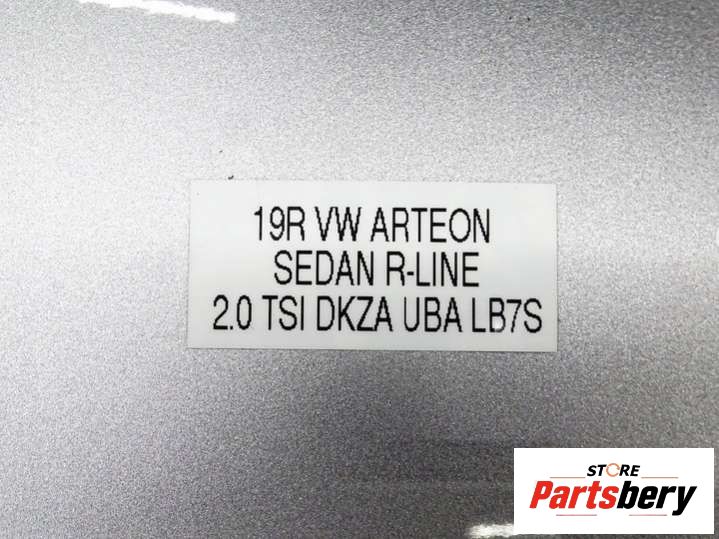 19R VW ARTEON
SEDAN R-LINE
2.0 TSI DKZA UBA LB7S
STORE
Partsbery